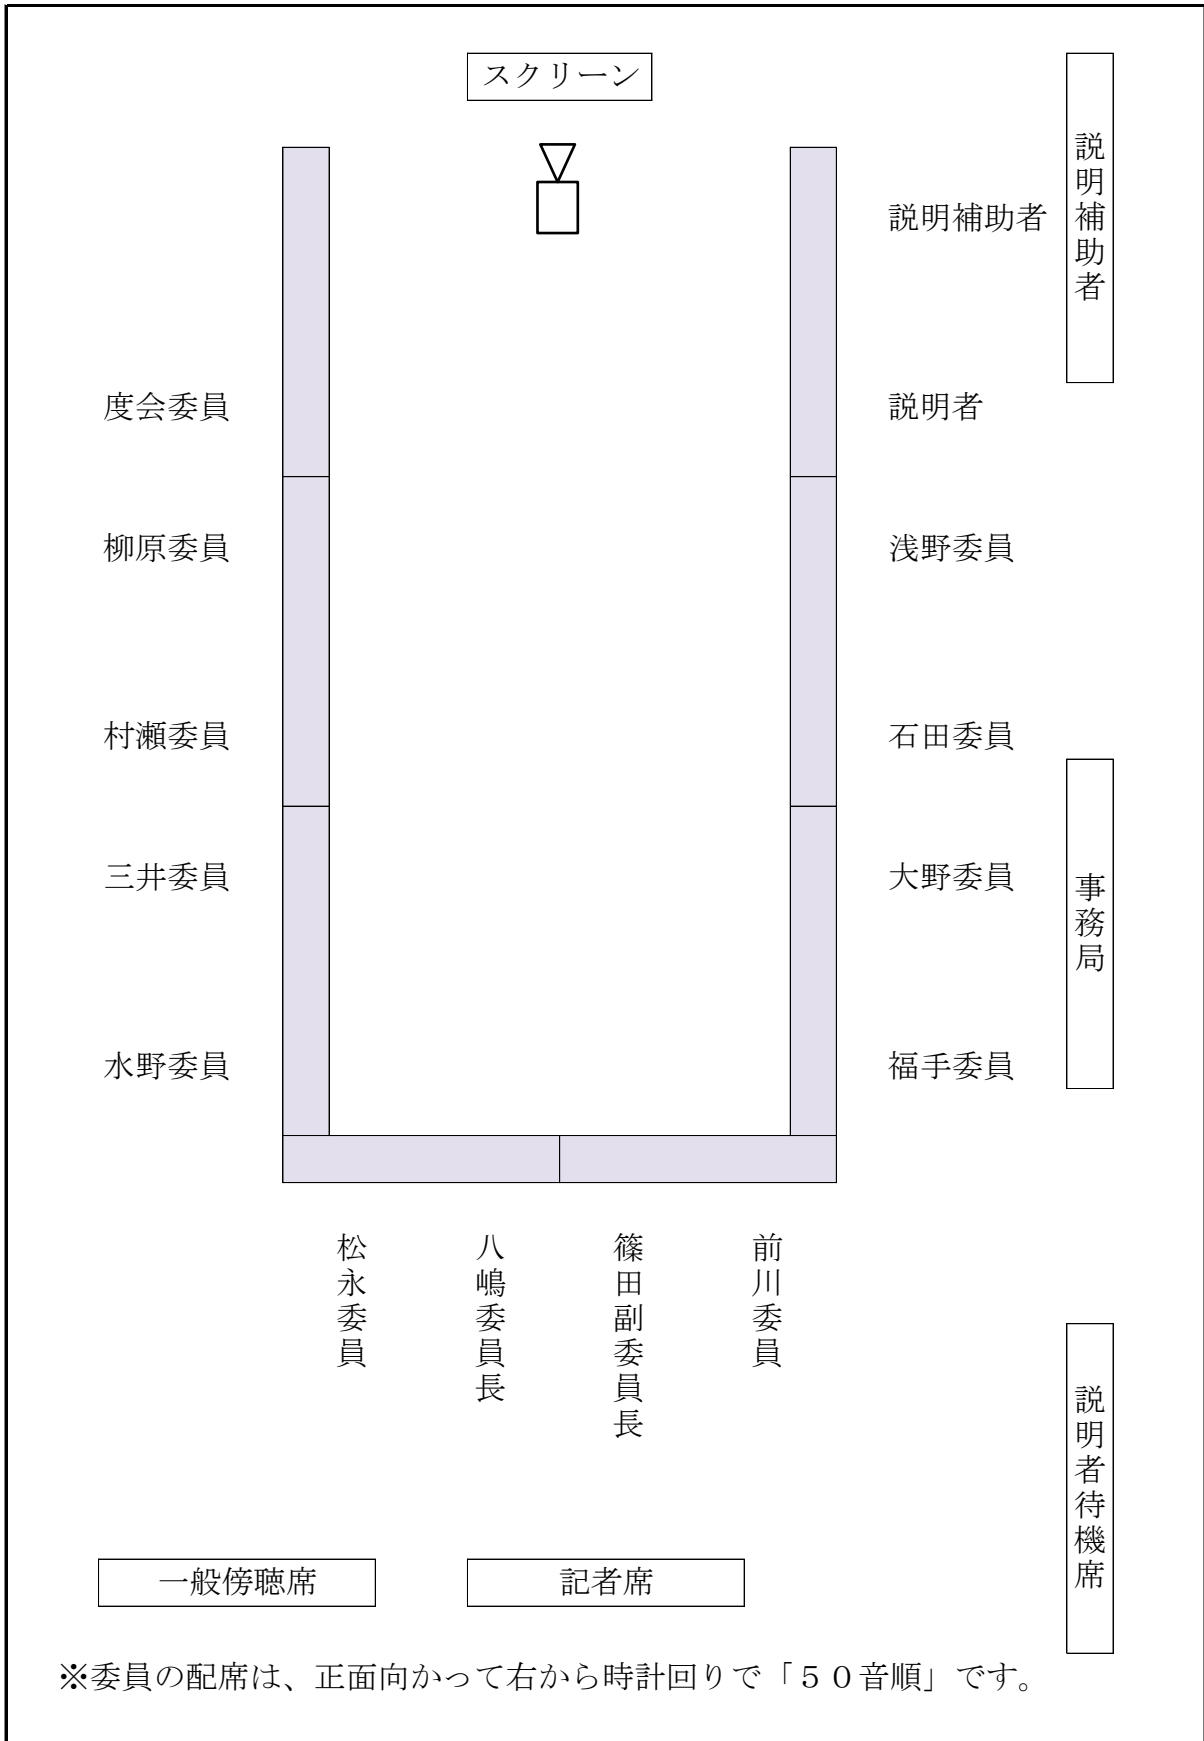 スクリーン
説明補助者
説明補助者
度会委員
説明者
柳原委員
浅野委員
村瀬委員
石田委員
三井委員
大野委員
事務局
水野委員
福手委員
松永委員
八嶋委員長
篠田副委員長
前川委員
説明者待機席
一般傍聴席
記者席
※委員の配席は、正面向かって右から時計回りで「５０音順」です。